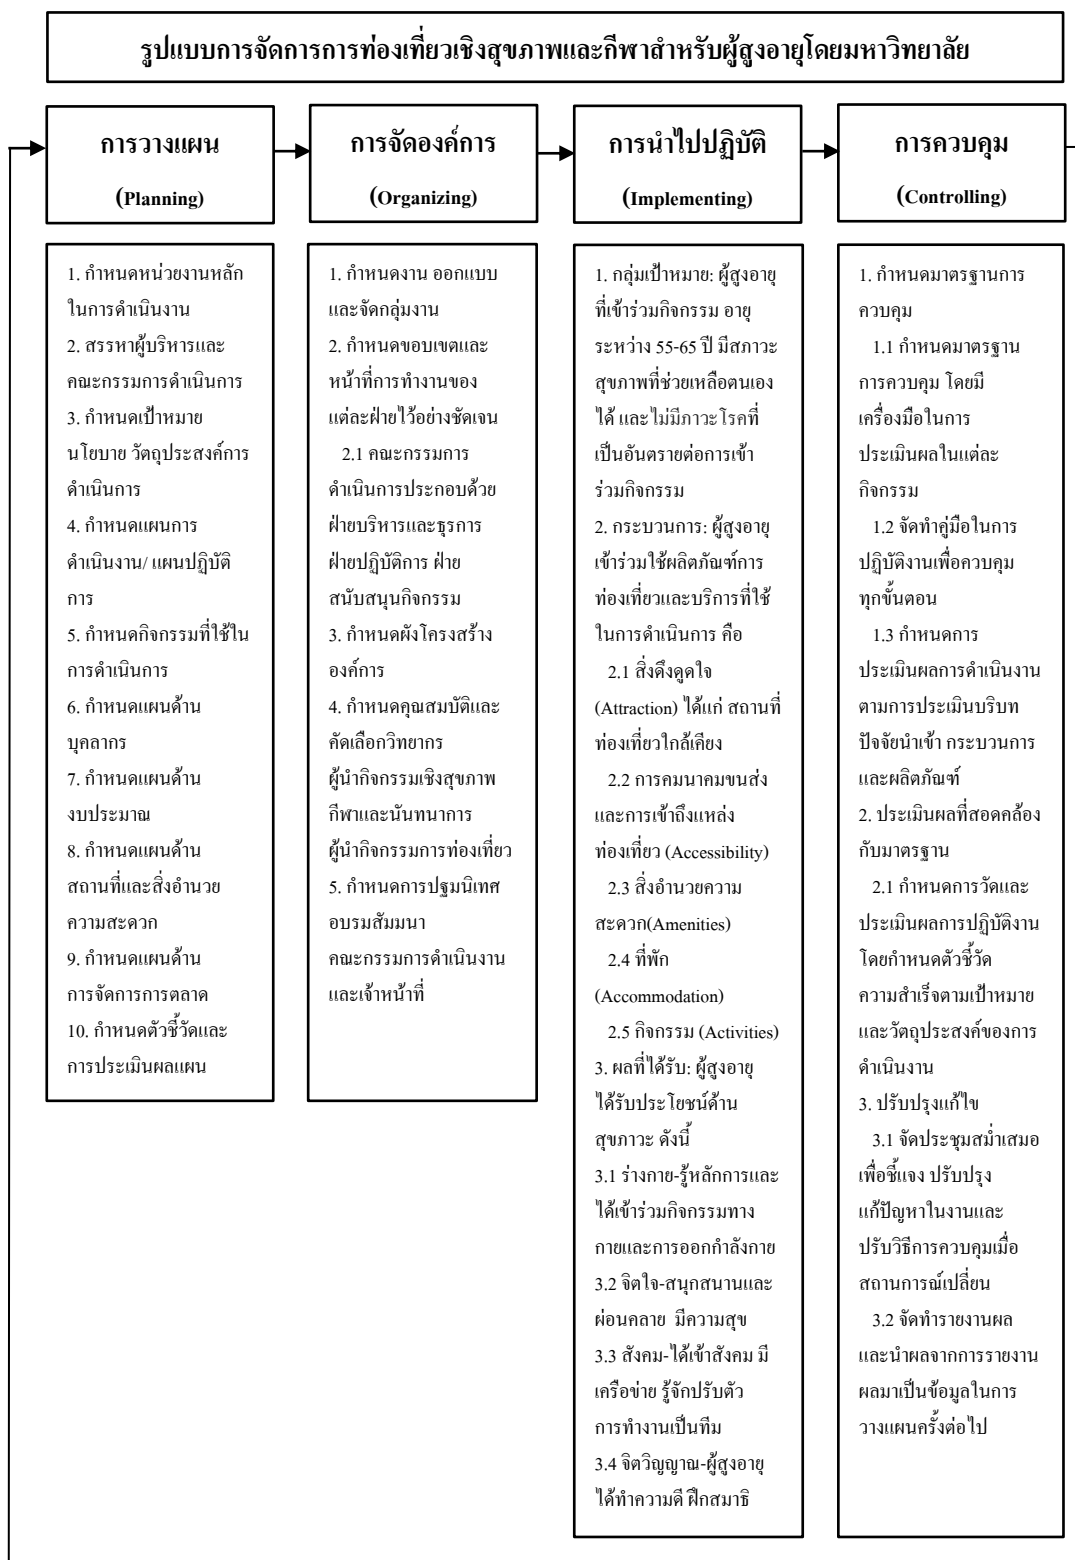 รูปแบบการจัดการการท่องเที่ยวเชิงสุขภาพและกีฬาสำหรับผู้สูงอายุโดยมหาวิทยาลัย
การวางแผน
(Planning)
การจัดองค์การ
(Organizing)
การนำไปปฏิบัติ
(Implementing)
การควบคุม
(Controlling)
1. กำหนดหน่วยงานหลัก
ในการดำเนินงาน
2. สรรหาผู้บริหารและ
คณะกรรมการดำเนินการ
3. กำหนดเป้าหมาย
นโยบาย วัตถุประสงค์การ
ดำเนินการ
4. กำหนดแผนการ
ดำเนินงาน/ แผนปฏิบัติ
การ
5. กำหนดกิจกรรมที่ใช้ใน
การดำเนินการ
6. กำหนดแผนด้าน
บุคลากร
7. กำหนดแผนด้าน
งบประมาณ
8. กำหนดแผนด้าน
สถานที่และสิ่งอำนวย
ความสะดวก
9. กำหนดแผนด้าน
การจัดการการตลาด
10. กำหนดตัวชี้วัดและ
การประเมินผลแผน
1. กำหนดงาน ออกแบบ
และจัดกลุ่มงาน
2. กำหนดขอบเขตและ
หน้าที่การทำงานของ
แต่ละฝ่ายไว้อย่างชัดเจน
2.1 คณะกรรมการ
ดำเนินการประกอบด้วย
ฝ่ายบริหารและธุรการ
ฝ่ายปฏิบัติการ ฝ่าย
สนับสนุนกิจกรรม
3. กำหนดผังโครงสร้าง
องค์การ
4. กำหนดคุณสมบัติและ
คัดเลือกวิทยากร
ผู้นำกิจกรรมเชิงสุขภาพ
กีฬาและนันทนาการ
ผู้นำกิจกรรมการท่องเที่ยว
5. กำหนดการปฐมนิเทศ
อบรมสัมมนา
คณะกรรมการดำเนินงาน
และเจ้าหน้าที่
1. กลุ่มเป้าหมาย: ผู้สูงอายุ
ที่เข้าร่วมกิจกรรม อายุ
ระหว่าง 55-65 ปี มีสภาวะ
สุขภาพที่ช่วยเหลือตนเอง
ได้ และไม่มีภาวะโรคที่
เป็นอันตรายต่อการเข้า
ร่วมกิจกรรม
2. กระบวนการ: ผู้สูงอายุ
เข้าร่วมใช้ผลิตภัณฑ์การ
ท่องเที่ยวและบริการที่ใช้
ในการดำเนินการ คือ
2.1 สิ่งดึงดูดใจ
(Attraction) ได้แก่ สถานที่
ท่องเที่ยวใกล้เคียง
2.2 การคมนาคมขนส่ง
และการเข้าถึงแหล่ง
ท่องเที่ยว (Accessibility)
2.3 สิ่งอำนวยความ
สะดวก(Amenities)
2.4 ที่พัก
(Accommodation)
2.5 กิจกรรม (Activities)
3. ผลที่ได้รับ: ผู้สูงอายุ
ได้รับประโยชน์ด้าน
สุขภาวะ ดังนี้
3.1 ร่างกาย-รู้หลักการและ
ได้เข้าร่วมกิจกรรมทาง
กายและการออกกำลังกาย
3.2 จิตใจ-สนุกสนานและ
ผ่อนคลาย มีความสุข
3.3 สังคม-ได้เข้าสังคม มี
เครือข่าย รู้จักปรับตัว
การทำงานเป็นทีม
3.4 จิตวิญญาณ-ผู้สูงอายุ
ได้ทำความดี ฝึกสมาธิ
1. กำหนดมาตรฐานการ
ควบคุม
1.1 กำหนดมาตรฐาน
การควบคุม โดยมี
เครื่องมือในการ
ประเมินผลในแต่ละ
กิจกรรม
1.2 จัดทำคู่มือในการ
ปฏิบัติงานเพื่อควบคุม
ทุกขั้นตอน
1.3 กำหนดการ
ประเมินผลการดำเนินงาน
ตามการประเมินบริบท
ปัจจัยนำเข้า กระบวนการ
และผลิตภัณฑ์
2. ประเมินผลที่สอดคล้อง
กับมาตรฐาน
2.1 กำหนดการวัดและ
ประเมินผลการปฏิบัติงาน
โดยกำหนดตัวชี้วัด
ความสำเร็จตามเป้าหมาย
และวัตถุประสงค์ของการ
ดำเนินงาน
3. ปรับปรุงแก้ไข
3.1 จัดประชุมสม่ำเสมอ
เพื่อชี้แจง ปรับปรุง
แก้ปัญหาในงานและ
ปรับวิธีการควบคุมเมื่อ
สถานการณ์เปลี่ยน
3.2 จัดทำรายงานผล
และนำผลจากการรายงาน
ผลมาเป็นข้อมูลในการ
วางแผนครั้งต่อไป